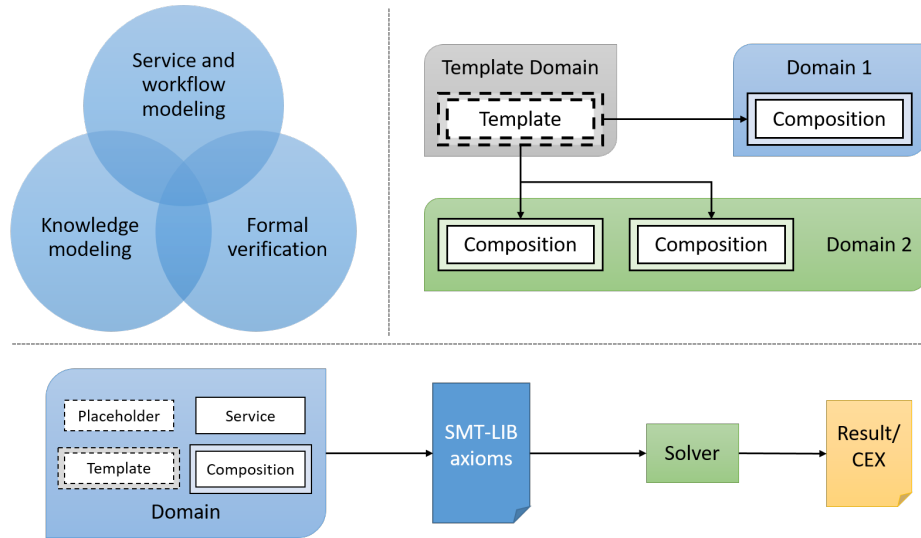 Service and
workflow
modeling
Knowledge
modeling
Formal
verification
Template Domain
Template
Domain 1
Composition
Composition
Composition
Domain 2
Placeholder
Service
Template
Composition
Domain
SMT-LIB
axioms
Solver
Result/
CEX